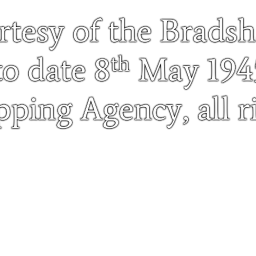 rtesy of the Bradsh
to date 8th May 194
pping Agency, all ri